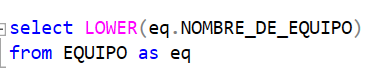 select LOWER(eq.NOMBRE_DE_EQUIPO)
from EQUIPO as eq